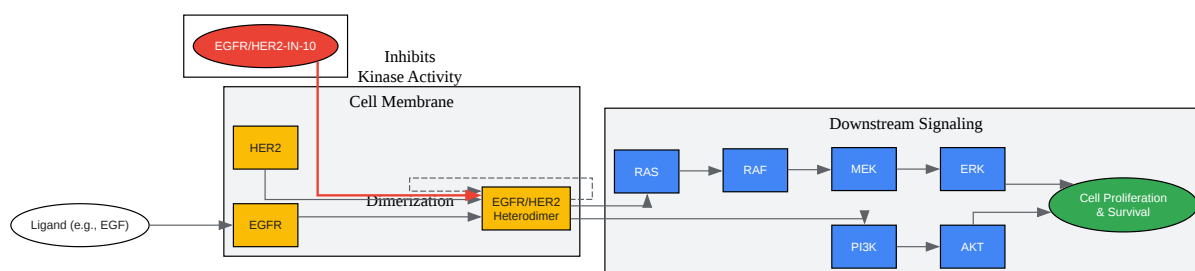 EGFR/HER2-IN-10
Inhibits
Kinase Activity
Cell Membrane
HER2
EGFR
Ligand (e.g., EGF)
Dimerization
EGFR/HER2
Heterodimer
Downstream Signaling
RAS
RAF
MEK
ERK
PI3K
AKT
Cell Proliferation
& Survival